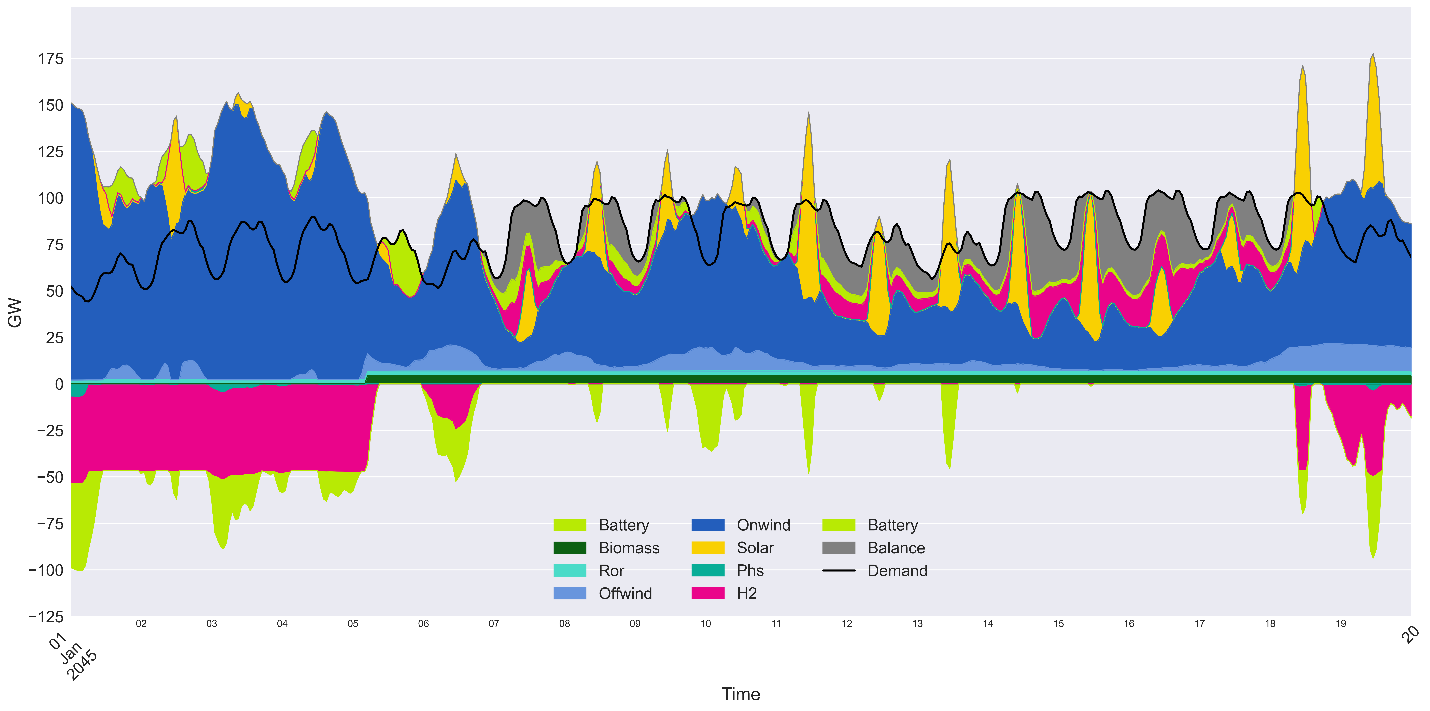 GW
175
150
125
100
75
50
25
0
−25
−50
−75
−100
−125
Battery Onwind Battery
Biomass Solar Balance
Ror Phs Demand
Offwind H2
01 02 03 04 05 06 07 08 09 10 11 12 13 14 15 16 17 18 19 20
Jan
2045
Time